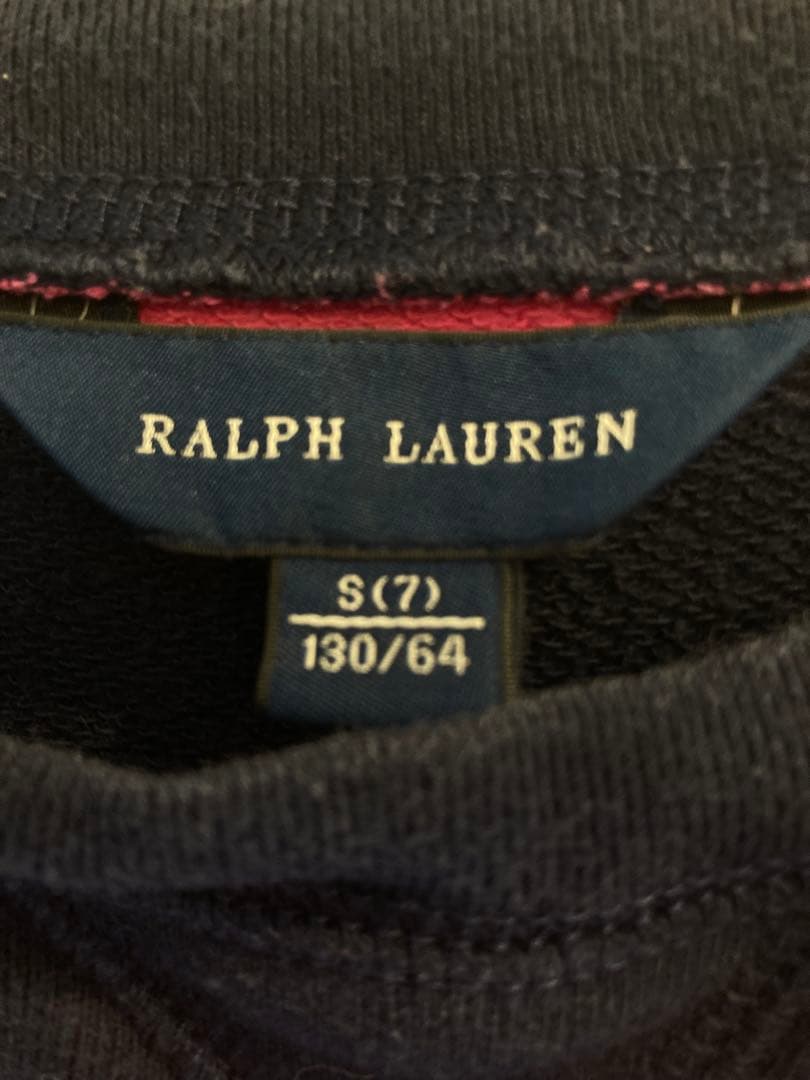 RALPH LAUREN
S(7)
130/64